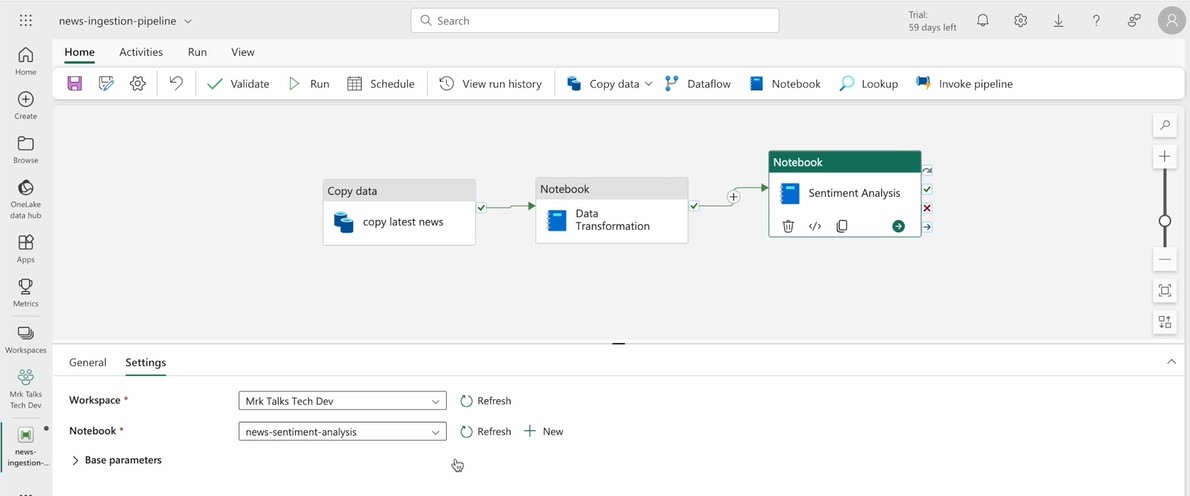 news-ingestion-pipeline
Search
Trial:
59 days left
Home Activities Run View
Validate Run Schedule View run history Copy data Dataflow Notebook Lookup Invoke pipeline
Home
Create
Browse
OneLake
data hub
Apps
Metrics
Workspaces
Mrk Talks
Tech Dev
news-
ingestion-...
Copy data
copy latest news
Notebook
Data
Transformation
Notebook
Sentiment Analysis
General Settings
Workspace * Mrk Talks Tech Dev Refresh
Notebook * news-sentiment-analysis Refresh New
Base parameters